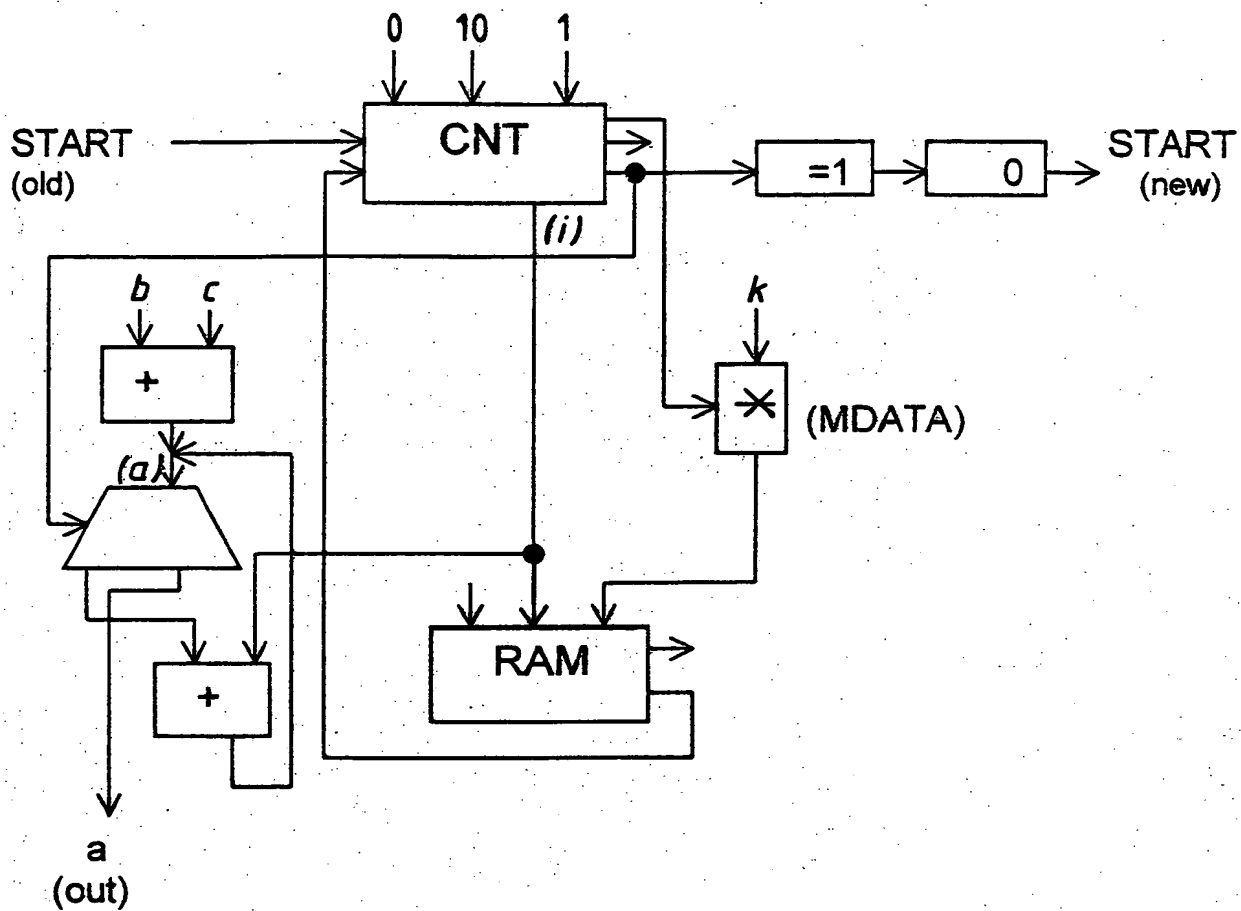 0 10 1
START
(old)
CNT
=1
0
START
(new)
(i)
b c
k
+
(MDATA)
(a)
RAM
+
a
(out)